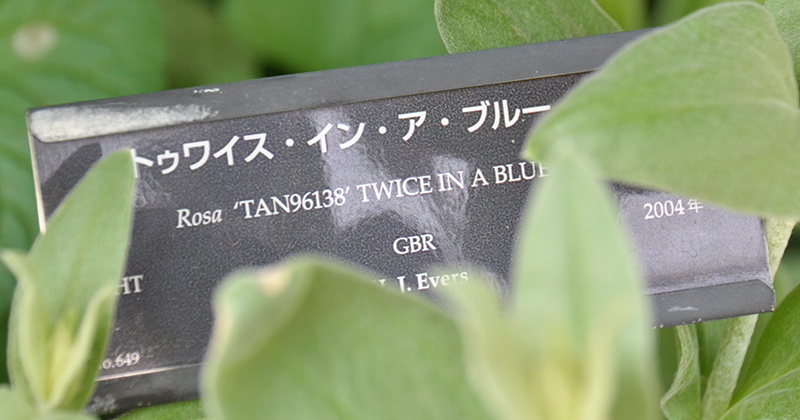 トゥワイス・イン・ア・ブルー
Rosa 'TAN96138' TWICE IN A BLUE
2004年
GBR
HT
J. Evers
No.649